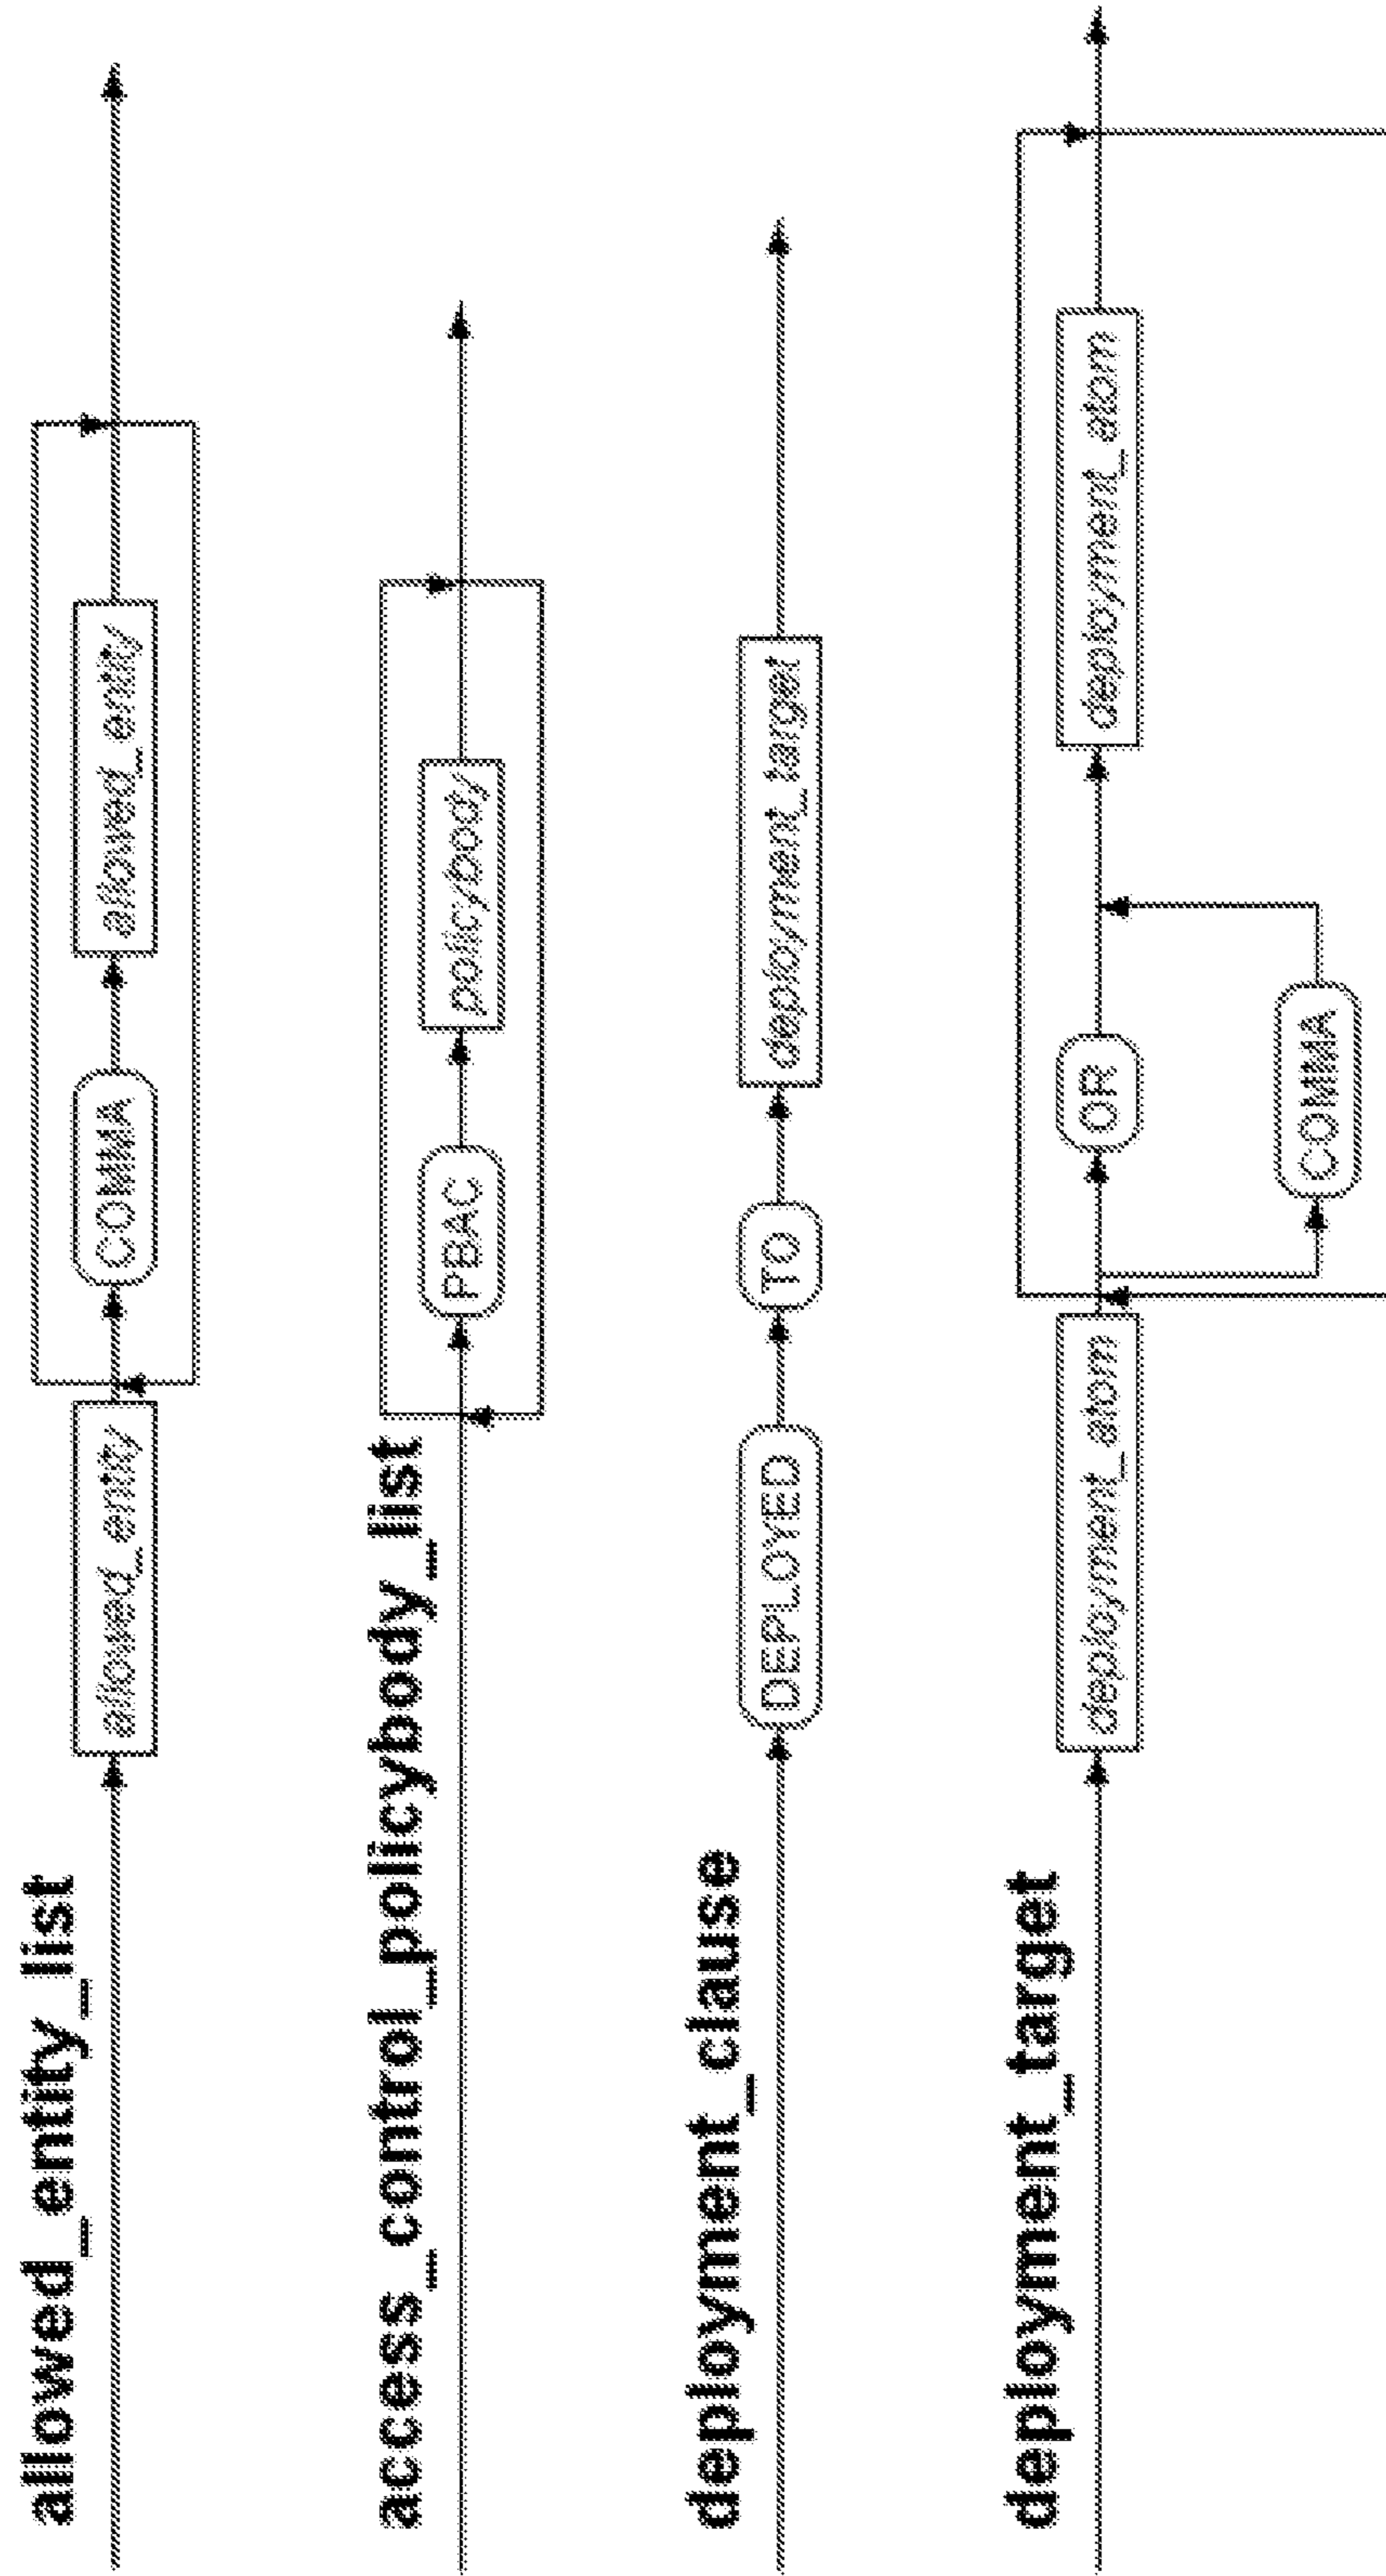 allowed_entity_list
allowed_entity COMMA allowed_entity
access_control_policybody_list
PBAC policybody
deployment_clause
DEPLOYED TO deployment_target
deployment_target
deployment_atom OR deployment_atom
COMMA